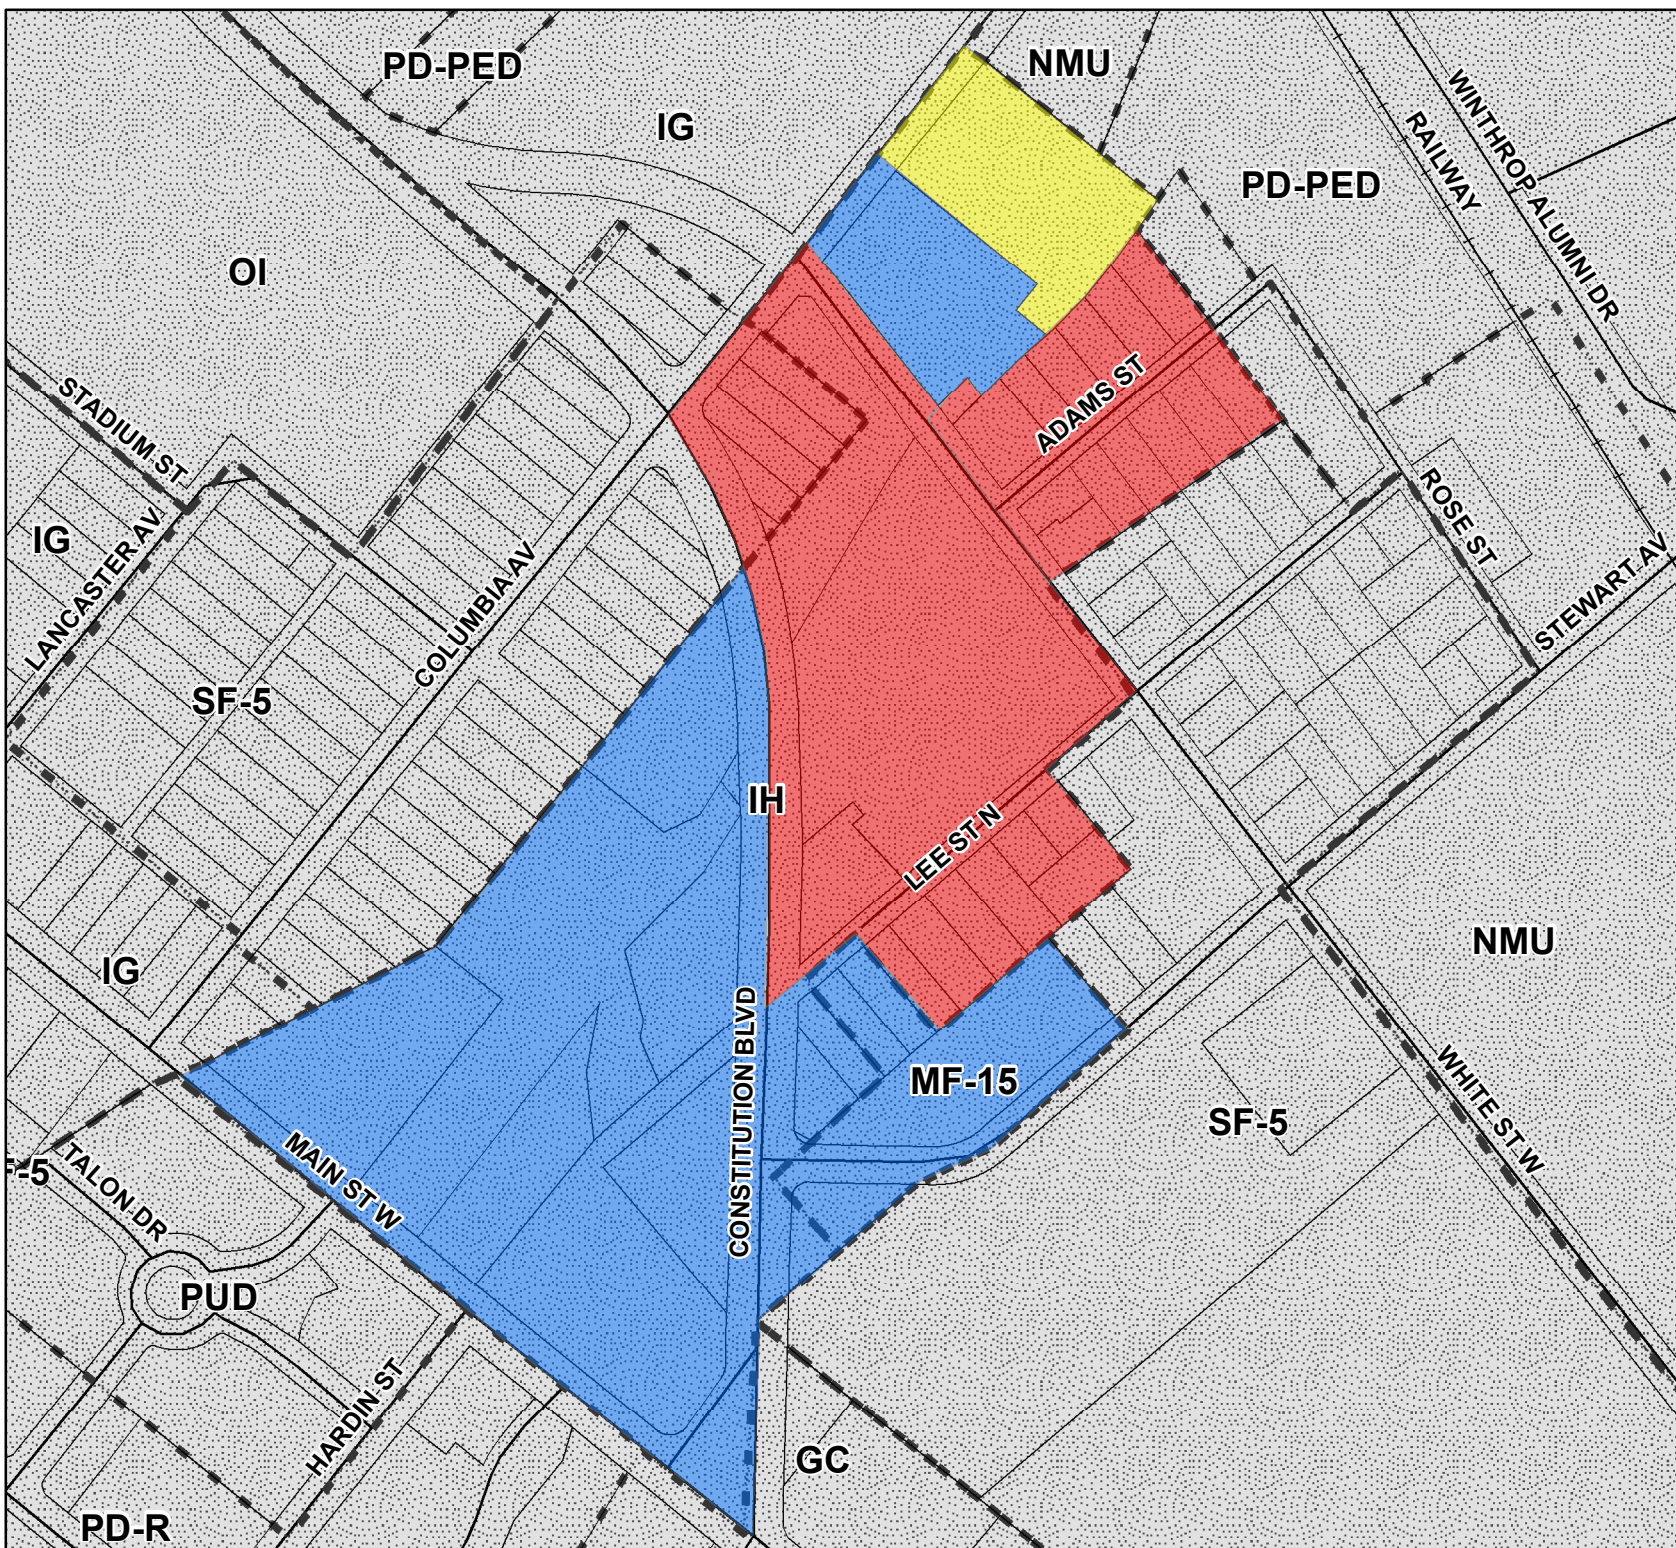 NMU
PD-PED
IG
WINTHROP ALUMNI DR
RAILWAY
PD-PED
OI
ADAMS ST
STADIUM ST
ROSE ST
IG
LANCASTER AV
COLUMBIA AV
STEWART AV
SF-5
IH
LEE ST N
NMU
IG
CONSTITUTION BLVD
MF-15
WHITE ST W
SF-5
MAIN ST W
F-5
TALON DR
PUD
HARDIN ST
GC
PD-R